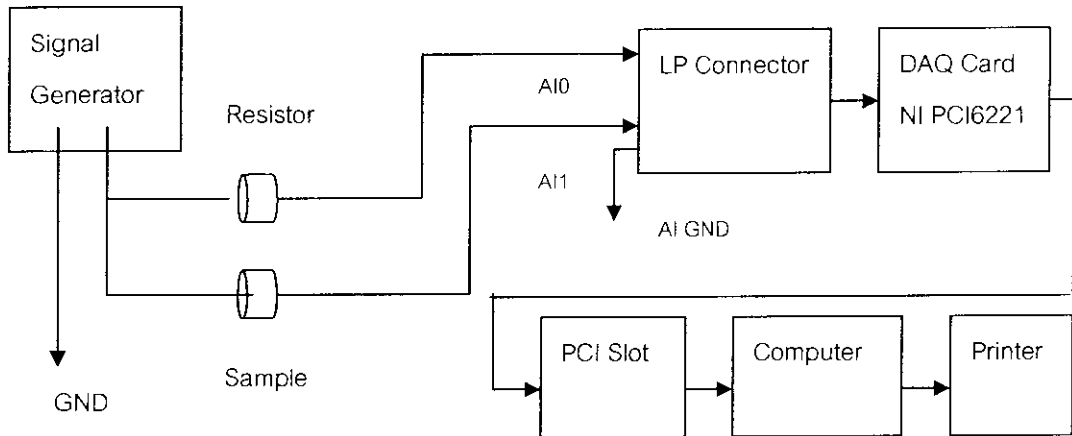 Signal
Generator
Resistor
AI0
AI1
LP Connector
DAQ Card
NI PCI6221
AI GND
GND
Sample
PCI Slot
Computer
Printer